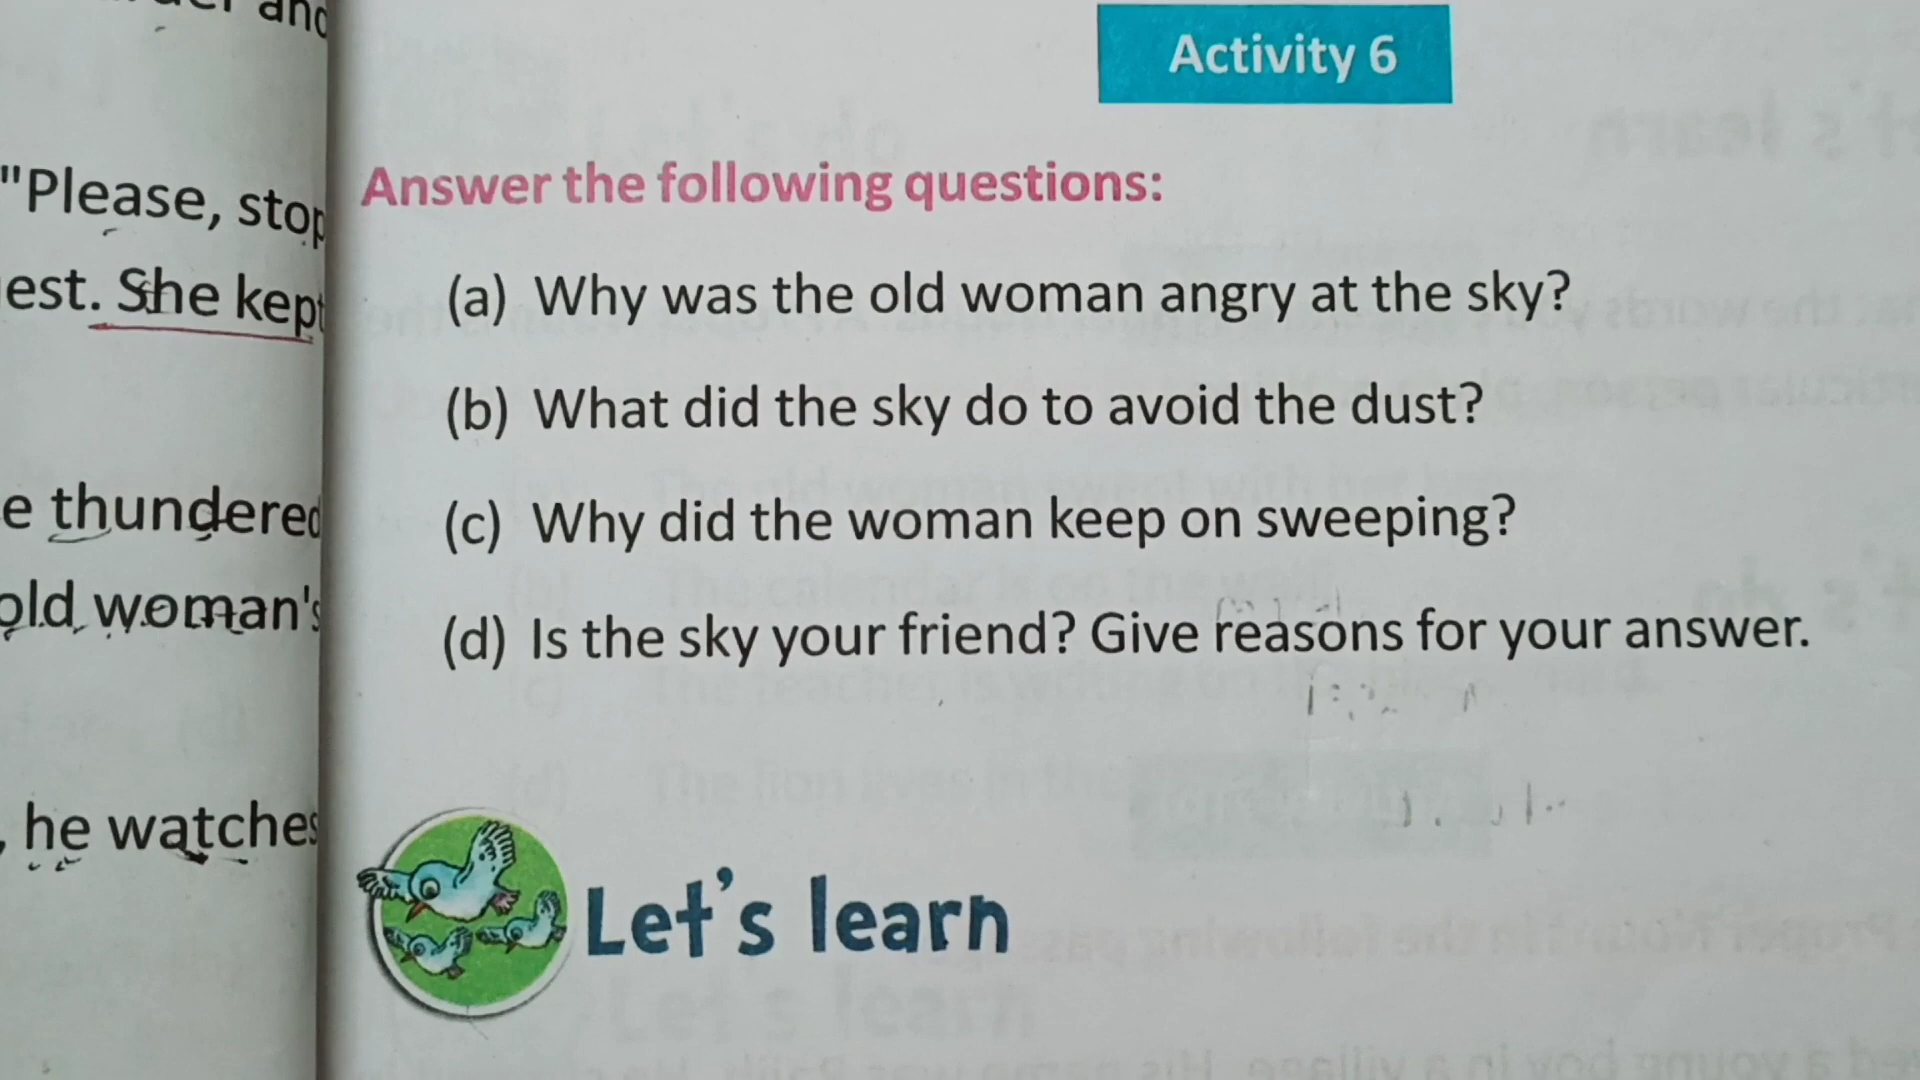 and
"Please, stop
est. She kept
e thundered
old woman's
, he watches
Activity 6
Answer the following questions:
(a) Why was the old woman angry at the sky?
(b) What did the sky do to avoid the dust?
(c) Why did the woman keep on sweeping?
(d) Is the sky your friend? Give reasons for your answer.
Let's learn